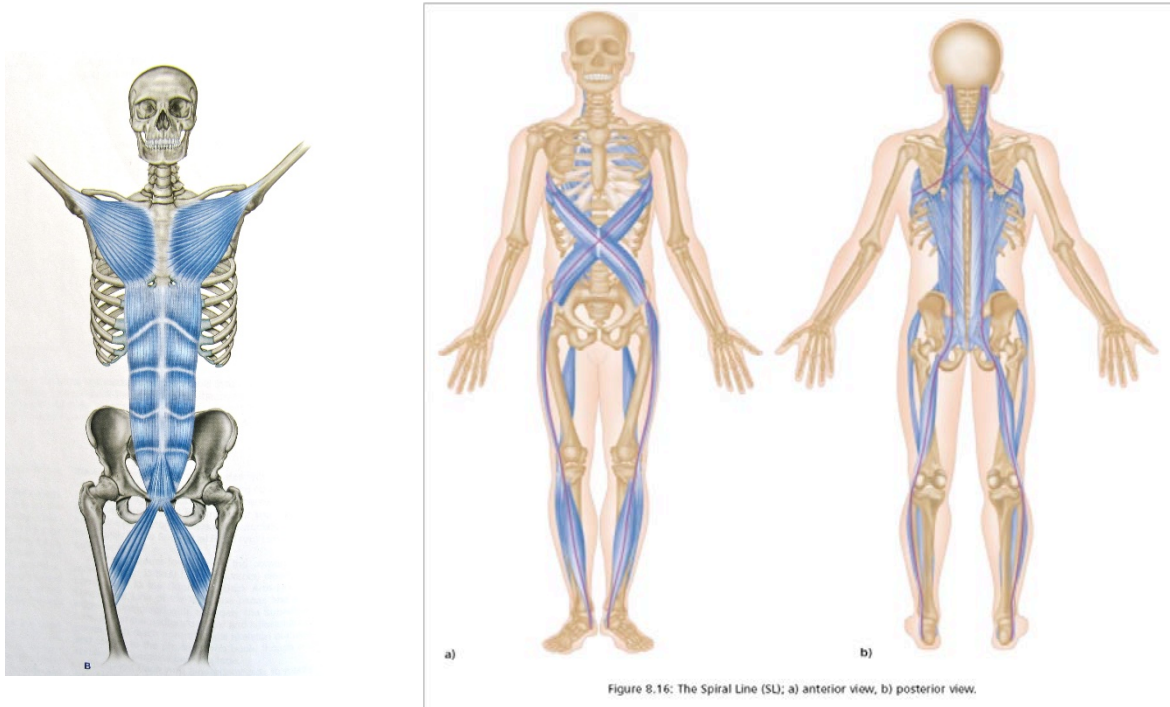 B
a)
b)
Figure 8.16: The Spiral Line (SL); a) anterior view, b) posterior view.